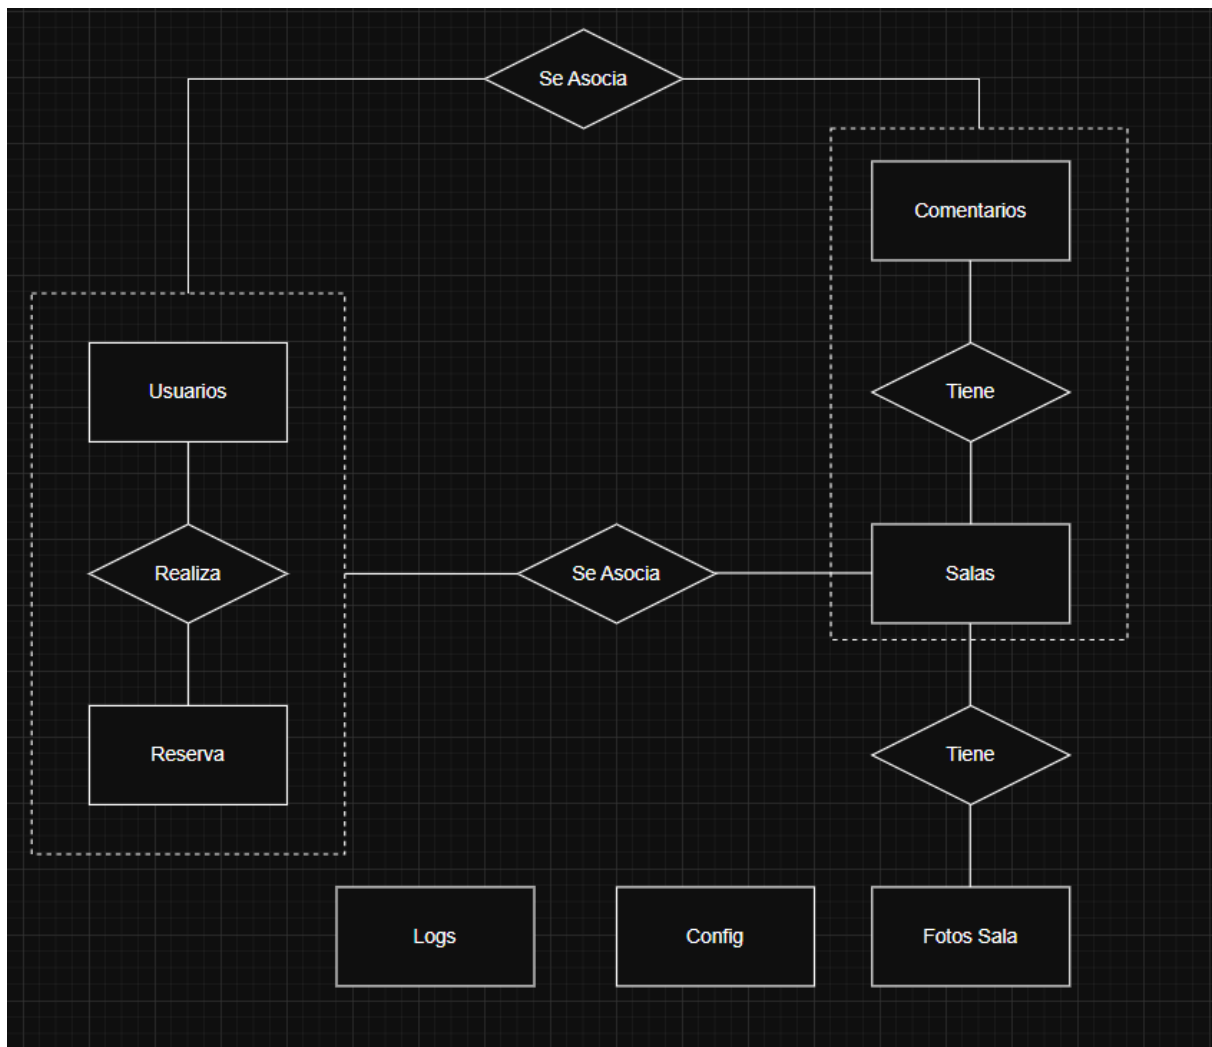 Se Asocia
Comentarios
Usuarios
Tiene
Realiza
Se Asocia
Salas
Reserva
Tiene
Logs
Config
Fotos Sala